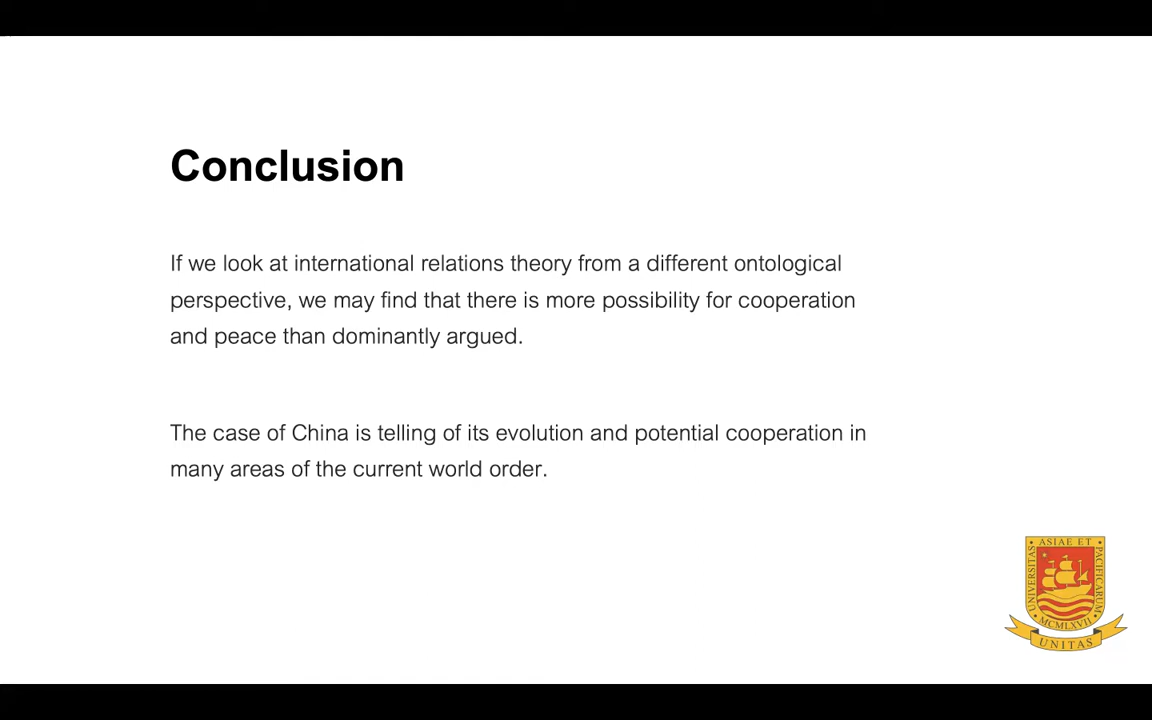 Conclusion
If we look at international relations theory from a different ontological
perspective, we may find that there is more possibility for cooperation
and peace than dominantly argued.
The case of China is telling of its evolution and potential cooperation in
many areas of the current world order.
UNIVERSITAS • ASIAE ET • PACIFICARUM
• MCMLXVII •
UNITAS